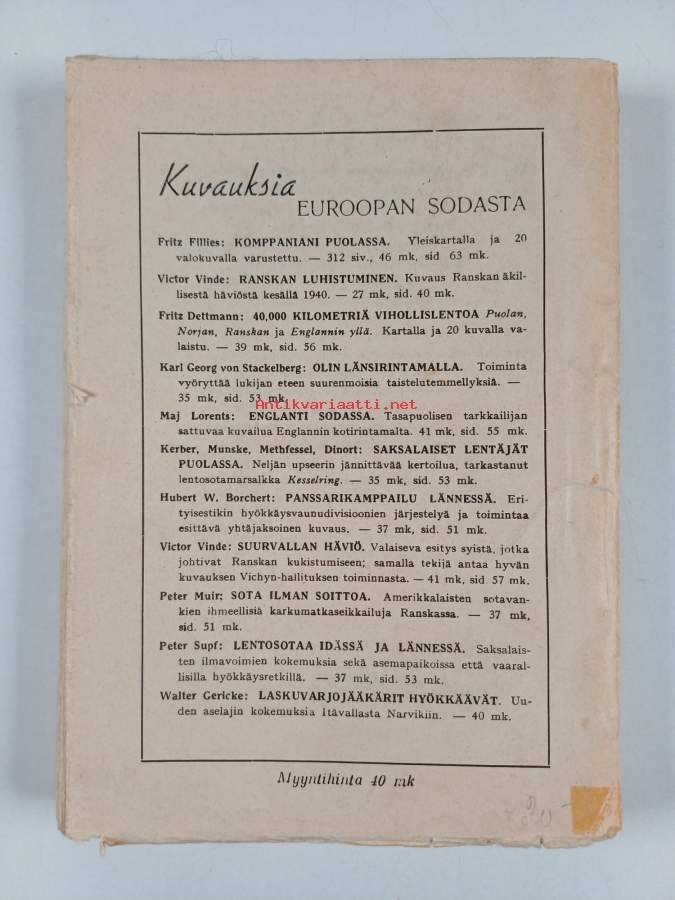 Kuvauksia
EUROOPAN SODASTA
Fritz Fillies: KOMPPANIANI PUOLASSA. Yleiskartalla ja 20
valokuvalla varustettu. — 312 siv., 46 mk, sid 63 mk.
Victor Vinde: RANSKAN LUHISTUMINEN. Kuvaus Ranskan äkil-
lisestä häviöstä kesällä 1940. — 27 mk, sid. 40 mk.
Fritz Dettmann: 40,000 KILOMETRIÄ VIHOLLISLENTOA Puolan,
Norjan, Ranskan ja Englannin yllä. Kartalla ja 20 kuvalla va-
laistu. — 39 mk, sid. 56 mk.
Karl Georg von Stackelberg: OLIN LÄNSIRINTAMALLA. Toiminta
vyöryttää lukijan eteen suurenmoisia taistelutemmellyksiä. —
35 mk, sid. 53 mk.
Antikvariaatti.net
Maj Lorents: ENGLANTI SODASSA. Tasapuolisen tarkkailijan
sattuvaa kuvailua Englannin kotirintamalta. 41 mk, sid. 55 mk.
Kerber, Munske, Methfessel, Dinort: SAKSALAISET LENTÄJÄT
PUOLASSA. Neljän upseerin jännittävää kertoilua, tarkastanut
lentosotamarsalkka Kesselring. — 35 mk, sid. 53 mk.
Hubert W. Borchert: PANSSARIKAMPPAILU LÄNNESSÄ. Eri-
tyisestikin hyökkäysvaunudivisioonien järjestelyä ja toimintaa
esittävä yhtäjaksoinen kuvaus. — 37 mk, sid. 51 mk.
Victor Vinde: SUURVALLAN HÄVIÖ. Valaiseva esitys syistä, jotka
johtivat Ranskan kukistumiseen; samalla tekijä antaa hyvän
kuvauksen Vichyn-hallituksen toiminnasta. — 41 mk, sid. 57 mk.
Peter Muir: SOTA ILMAN SOITTOA. Amerikkalaisten sotavan-
kien ihmeellisiä karkumatkaseikkailuja Ranskassa. — 37 mk,
sid. 51 mk.
Peter Supf: LENTOSOTAA IDÄSSÄ JA LÄNNESSÄ. Saksalais-
ten ilmavoimien kokemuksia sekä asemapaikoissa että vaaral-
lisilla hyökkäysretkillä. — 37 mk, sid. 53 mk.
Walter Gericke: LASKUVARJOJÄÄKÄRIT HYÖKKÄÄVÄT. Uu-
den aselajin kokemuksia Itävallasta Narvikiin. — 40 mk.
Myyntihinta 40 mk